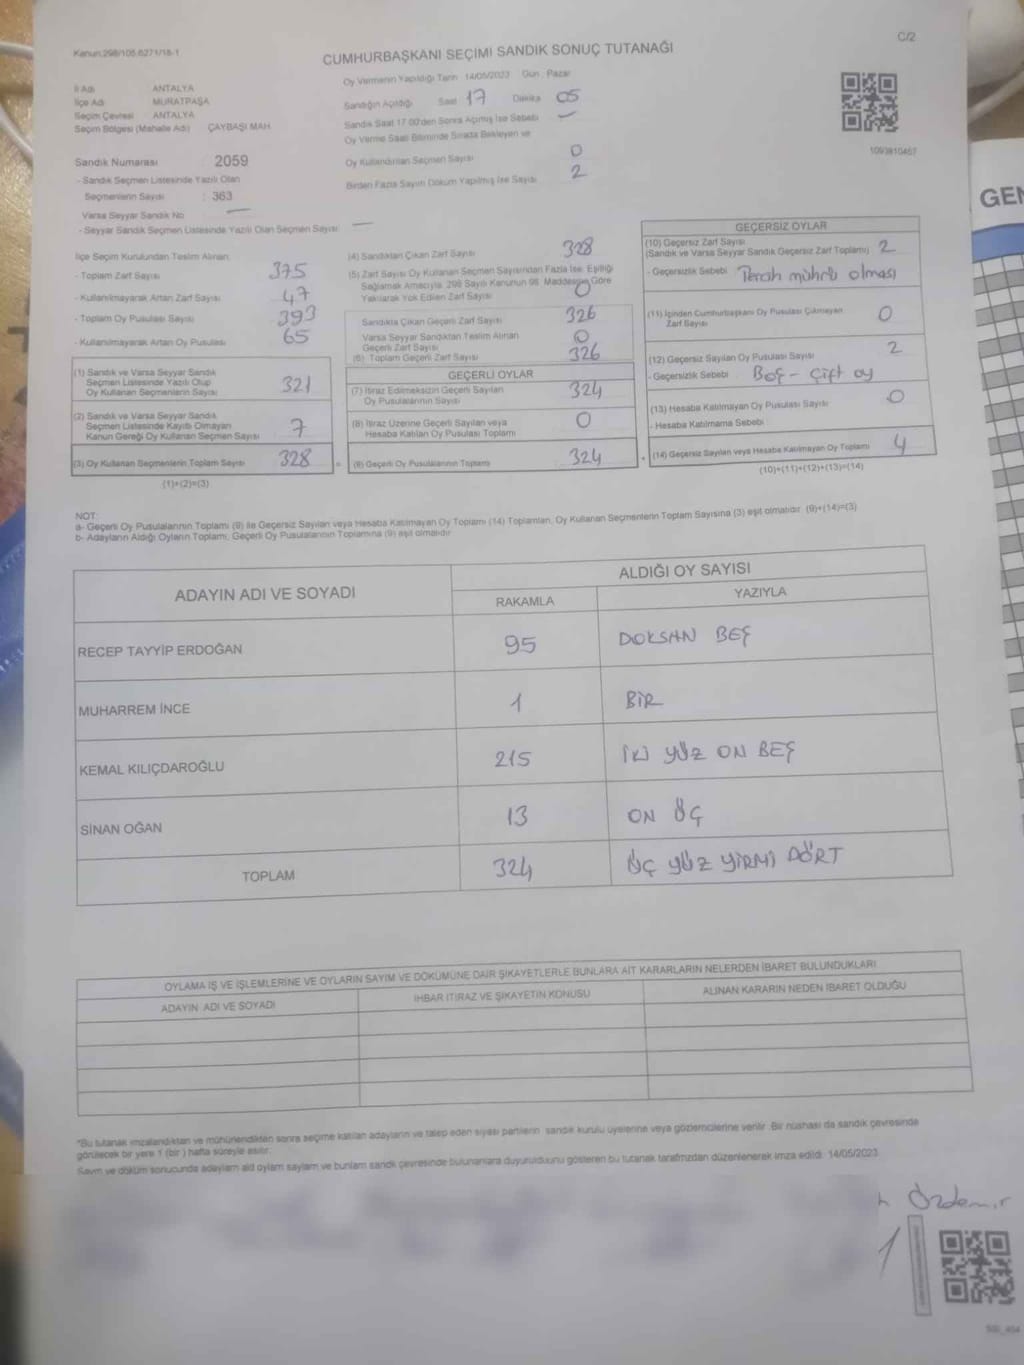 Kanun:298/105.6271/18-1
C/2
CUMHURBAŞKANI SEÇİMİ SANDIK SONUÇ TUTANAĞI
İl Adı ANTALYA
İlçe Adı MURATPAŞA
Seçim Çevresi ANTALYA
Seçim Bölgesi (Mahalle Adı) ÇAYBAŞI MAH.
Oy Vermenin Yapıldığı Tarih 14/05/2023 Gün : Pazar
Sandığın Açıldığı Saat 17 Dakika 05
Sandık Saat 17.00'den Sonra Açılmış İse Sebebi —
Oy Verme Saati Bitiminde Sırada Bekleyen ve
Oy Kullandırılan Seçmen Sayısı 0
Birden Fazla Sayım Döküm Yapılmış İse Sayısı 2
1093810467
Sandık Numarası : 2059
- Sandık Seçmen Listesinde Yazılı Olan
Seçmenlerin Sayısı : 363
Varsa Seyyar Sandık No —
- Seyyar Sandık Seçmen Listesinde Yazılı Olan Seçmen Sayısı: —
GEN
İlçe Seçim Kurulundan Teslim Alınan;
- Toplam Zarf Sayısı 375
- Kullanılmayarak Artan Zarf Sayısı 47
- Toplam Oy Pusulası Sayısı 393
- Kullanılmayarak Artan Oy Pusulası 65
(1) Sandık ve Varsa Seyyar Sandık
Seçmen Listesinde Yazılı Olup
Oy Kullanan Seçmenlerin Sayısı 321
(2) Sandık ve Varsa Seyyar Sandık
Seçmen Listesinde Kayıtlı Olmayan
Kanun Gereği Oy Kullanan Seçmen Sayısı 7
(3) Oy Kullanan Seçmenlerin Toplam Sayısı 328
(1)+(2)=(3)
(4) Sandıktan Çıkan Zarf Sayısı 328
(5) Zarf Sayısı Oy Kullanan Seçmen Sayısından Fazla İse; Eşitliği
Sağlamak Amacıyla, 298 Sayılı Kanunun 98. Maddesine Göre
Yakılarak Yok Edilen Zarf Sayısı 0
Sandıkta Çıkan Geçerli Zarf Sayısı 326
Varsa Seyyar Sandıktan Teslim Alınan
Geçerli Zarf Sayısı 0
(6) Toplam Geçerli Zarf Sayısı 326
GEÇERLİ OYLAR
(7) İtiraz Edilmeksizin Geçerli Sayılan
Oy Pusulalarının Sayısı 324
(8) İtiraz Üzerine Geçerli Sayılan veya
Hesaba Katılan Oy Pusulası Toplamı 0
= (9) Geçerli Oy Pusulalarının Toplamı 324
GEÇERSİZ OYLAR
(10) Geçersiz Zarf Sayısı
(Sandık ve Varsa Seyyar Sandık Geçersiz Zarf Toplamı) 2
- Geçersizlik Sebebi Tercih mühürlü olması
(11) İçinden Cumhurbaşkanı Oy Pusulası Çıkmayan
Zarf Sayısı 0
(12) Geçersiz Sayılan Oy Pusulası Sayısı 2
- Geçersizlik Sebebi Boş - Çift oy
(13) Hesaba Katılmayan Oy Pusulası Sayısı 0
- Hesaba Katılmama Sebebi
+ (14) Geçersiz Sayılan veya Hesaba Katılmayan Oy Toplamı 4
(10)+(11)+(12)+(13)=(14)
NOT:
a- Geçerli Oy Pusulalarının Toplamı (9) ile Geçersiz Sayılan veya Hesaba Katılmayan Oy Toplamı (14) Toplamları, Oy Kullanan Seçmenlerin Toplam Sayısına (3) eşit olmalıdır. (9)+(14)=(3)
b- Adayların Aldığı Oyların Toplamı, Geçerli Oy Pusulalarının Toplamına (9) eşit olmalıdır.
ADAYIN ADI VE SOYADI
ALDIĞI OY SAYISI
RAKAMLA YAZIYLA
RECEP TAYYİP ERDOĞAN 95 DOKSAN BEŞ
MUHARREM İNCE 1 BİR
KEMAL KILIÇDAROĞLU 215 İKİ YÜZ ON BEŞ
SİNAN OĞAN 13 ON ÜÇ
TOPLAM 324 ÜÇ YÜZ YİRMİ DÖRT
OYLAMA İŞ VE İŞLEMLERİNE VE OYLARIN SAYIM VE DÖKÜMÜNE DAİR ŞİKAYETLERLE BUNLARA AİT KARARLARIN NELERDEN İBARET BULUNDUKLARI
ADAYIN ADI VE SOYADI İHBAR İTİRAZ VE ŞİKAYETİN KONUSU ALINAN KARARIN NEDEN İBARET OLDUĞU
*Bu tutanak imzalandıktan ve mühürlendikten sonra seçime katılan adayların ve talep eden siyasi partilerin sandık kurulu üyelerine veya gözlemcilerine verilir. Bir nüshası da sandık çevresinde
görülecek bir yere 1 (bir ) hafta süreyle asılır.
Sayım ve döküm sonucunda adayların ald oyların sayların ve bunların sandık çevresinde bulunanlara duyurulduunu gösteren bu tutanak tarafımızdan düzenlenerek imza edildi. 14/05/2023
Özdemir